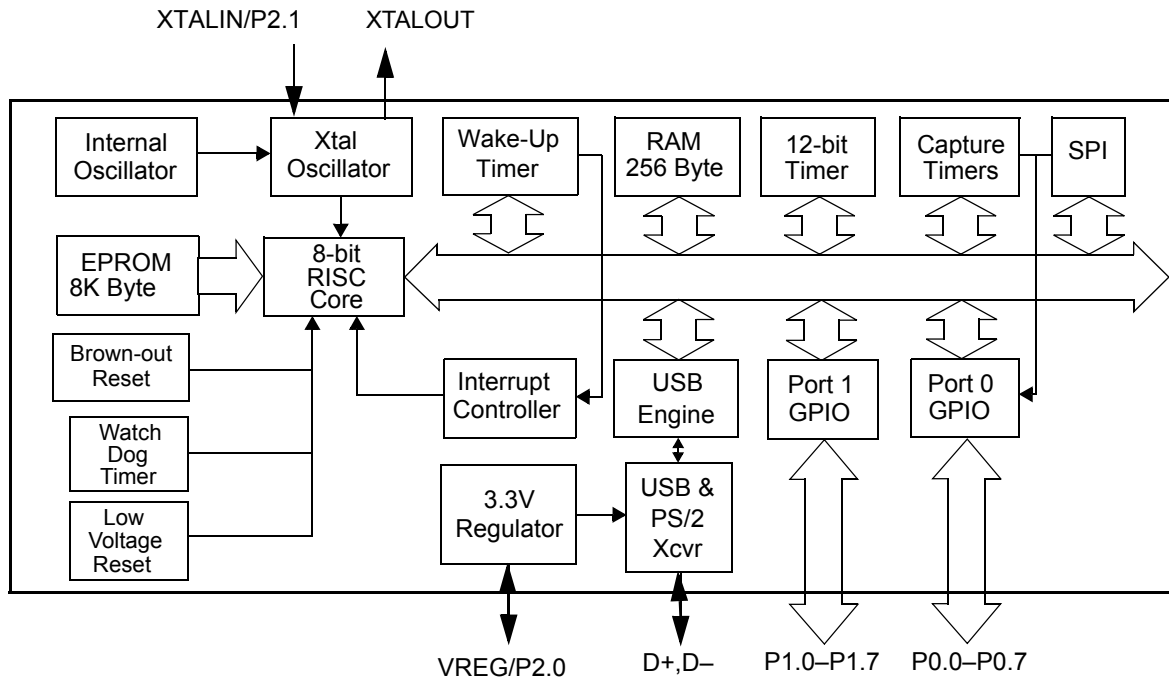 XTALIN/P2.1
XTALOUT
Internal
Oscillator
Xtal
Oscillator
Wake-Up
Timer
RAM
256 Byte
12-bit
Timer
Capture
Timers
SPI
EPROM
8K Byte
8-bit
RISC
Core
Brown-out
Reset
Interrupt
Controller
USB
Engine
Port 1
GPIO
Port 0
GPIO
Watch
Dog
Timer
3.3V
Regulator
USB &
PS/2
Xcvr
Low
Voltage
Reset
VREG/P2.0
D+,D–
P1.0–P1.7
P0.0–P0.7